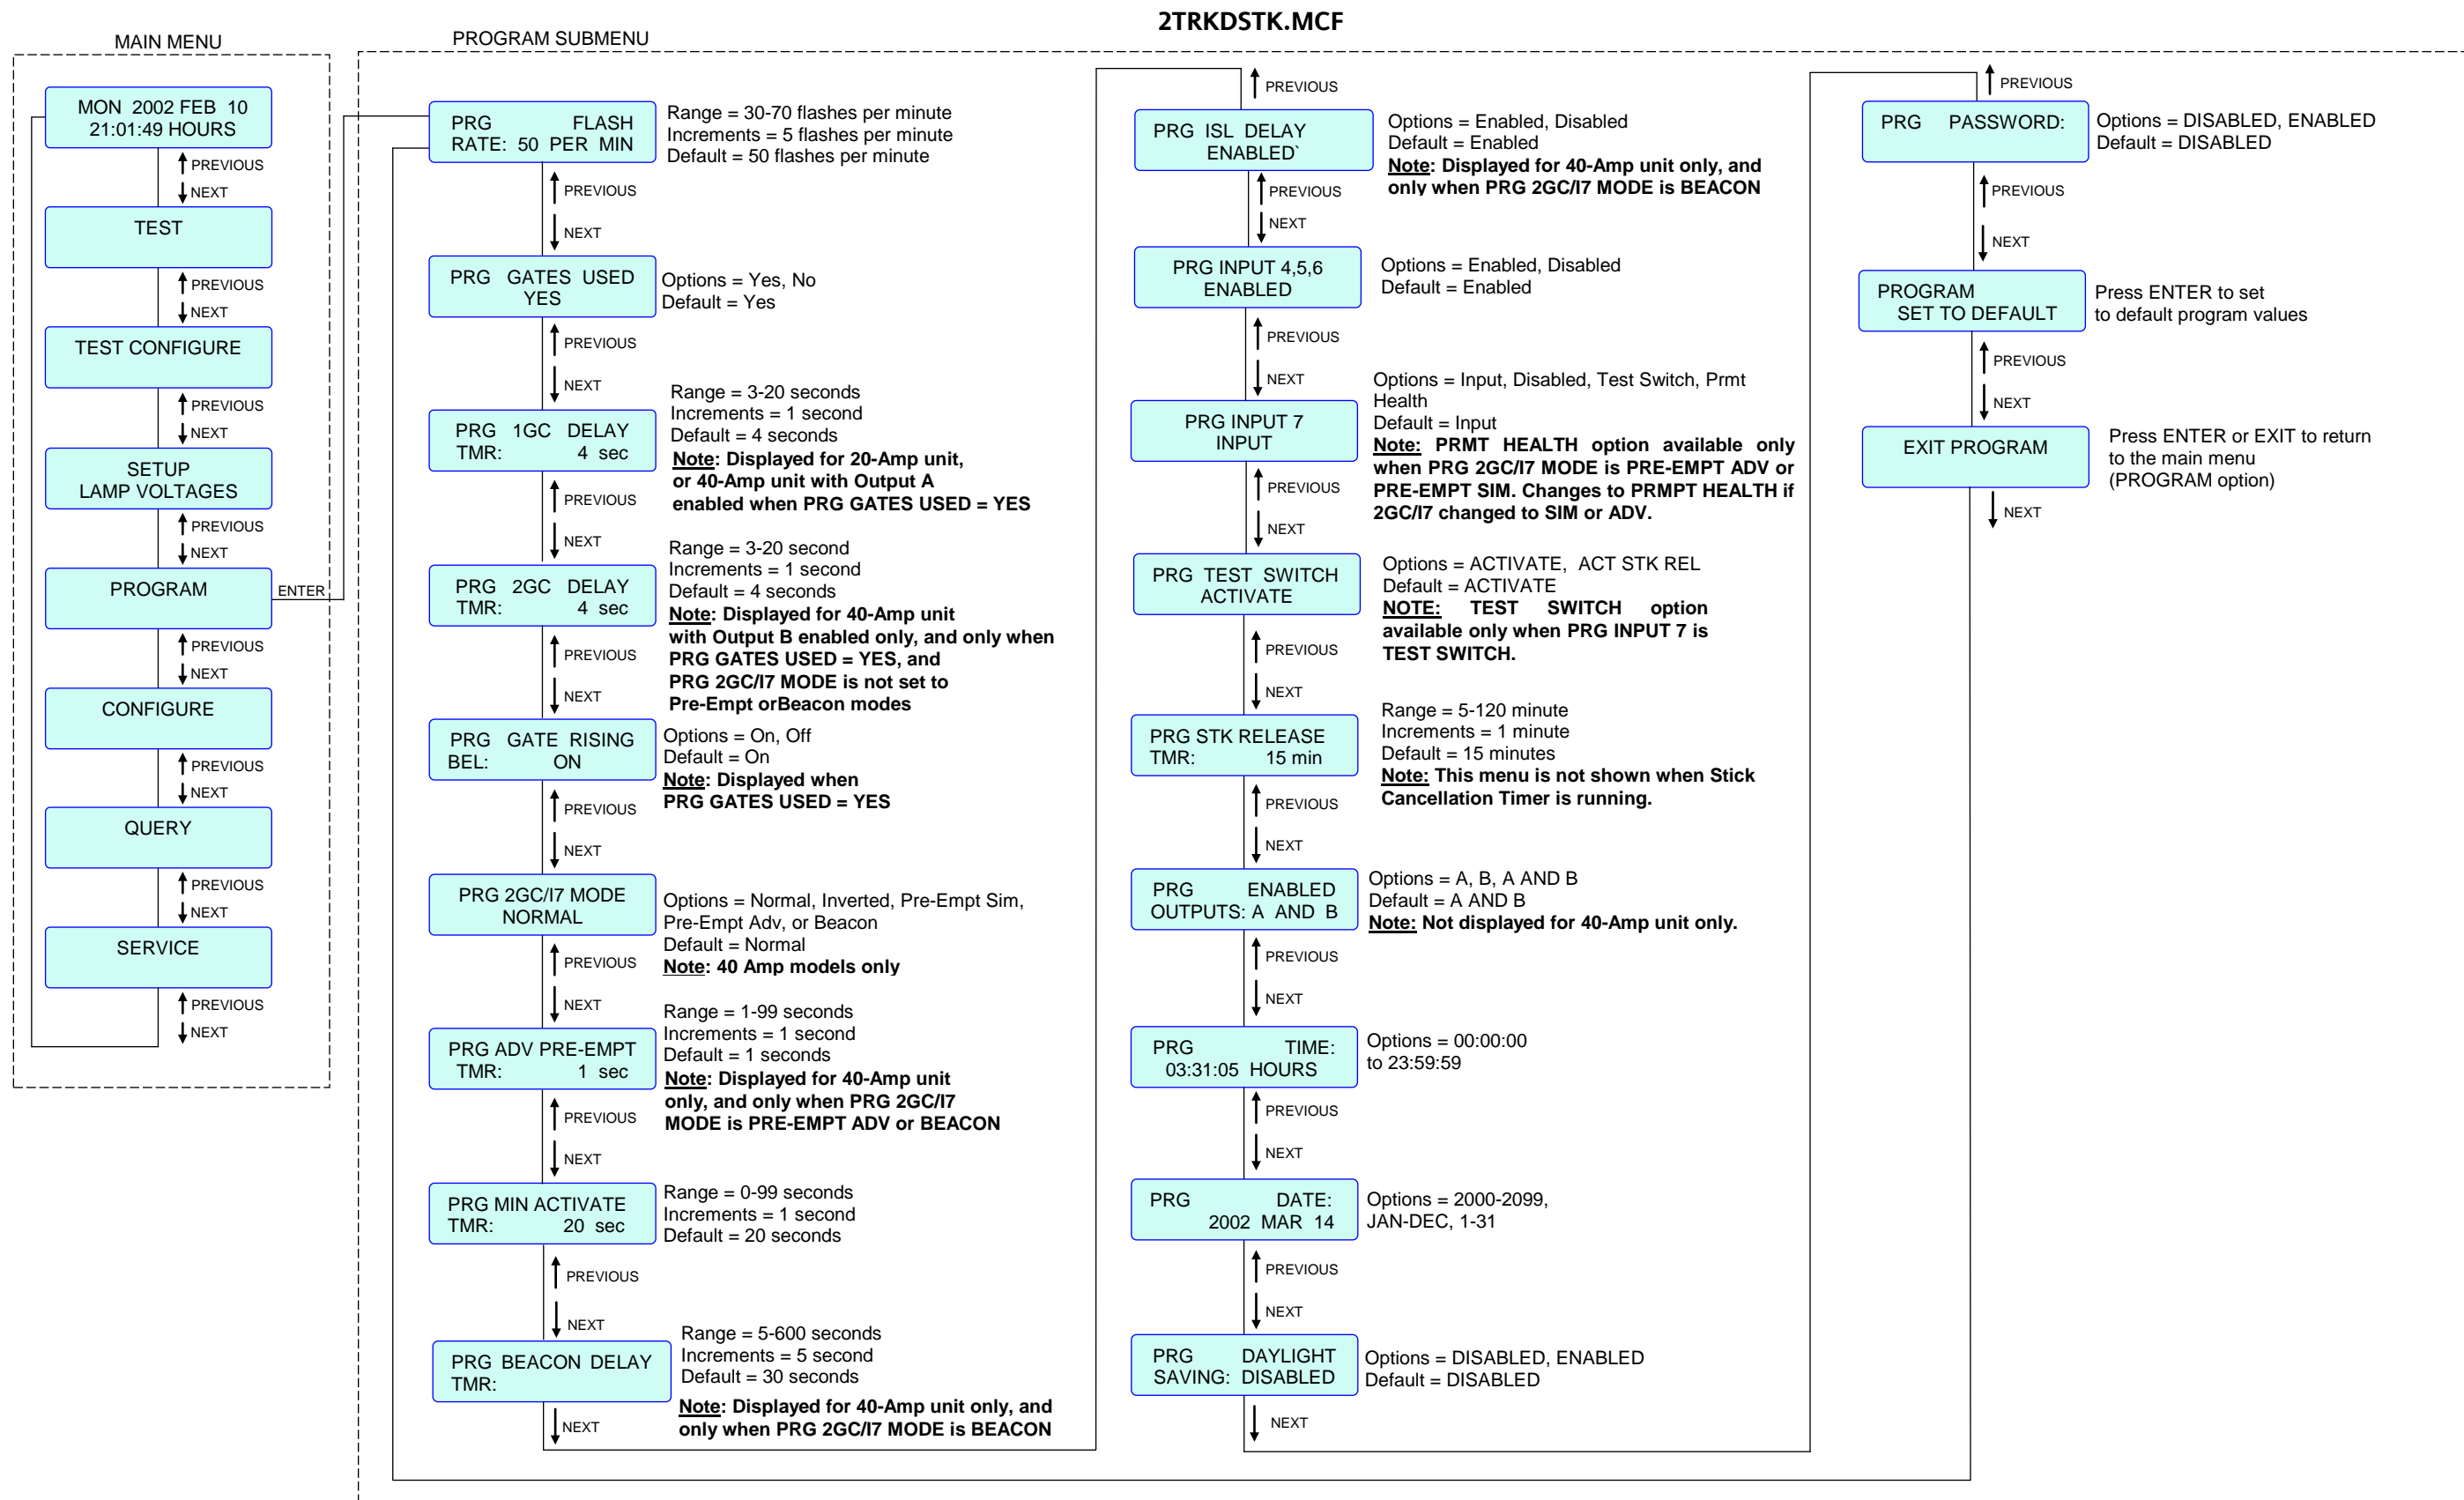 2TRKDSTK.MCF
MAIN MENU
MON 2002 FEB 10
21:01:49 HOURS
PREVIOUS
NEXT
TEST
PREVIOUS
NEXT
TEST CONFIGURE
PREVIOUS
NEXT
SETUP
LAMP VOLTAGES
PREVIOUS
NEXT
PROGRAM
ENTER
PREVIOUS
NEXT
CONFIGURE
PREVIOUS
NEXT
QUERY
PREVIOUS
NEXT
SERVICE
PREVIOUS
NEXT
PROGRAM SUBMENU
PRG FLASH
RATE: 50 PER MIN
Range = 30-70 flashes per minute
Increments = 5 flashes per minute
Default = 50 flashes per minute
PREVIOUS
NEXT
PRG GATES USED
YES
Options = Yes, No
Default = Yes
PREVIOUS
NEXT
PRG 1GC DELAY
TMR: 4 sec
Range = 3-20 seconds
Increments = 1 second
Default = 4 seconds
Note: Displayed for 20-Amp unit,
or 40-Amp unit with Output A
enabled when PRG GATES USED = YES
PREVIOUS
NEXT
PRG 2GC DELAY
TMR: 4 sec
Range = 3-20 second
Increments = 1 second
Default = 4 seconds
Note: Displayed for 40-Amp unit
with Output B enabled only, and only when
PRG GATES USED = YES, and
PRG 2GC/I7 MODE is not set to
Pre-Empt orBeacon modes
PREVIOUS
NEXT
PRG GATE RISING
BEL: ON
Options = On, Off
Default = On
Note: Displayed when
PRG GATES USED = YES
PREVIOUS
NEXT
PRG 2GC/I7 MODE
NORMAL
Options = Normal, Inverted, Pre-Empt Sim,
Pre-Empt Adv, or Beacon
Default = Normal
Note: 40 Amp models only
PREVIOUS
NEXT
PRG ADV PRE-EMPT
TMR: 1 sec
Range = 1-99 seconds
Increments = 1 second
Default = 1 seconds
Note: Displayed for 40-Amp unit
only, and only when PRG 2GC/I7
MODE is PRE-EMPT ADV or BEACON
PREVIOUS
NEXT
PRG MIN ACTIVATE
TMR: 20 sec
Range = 0-99 seconds
Increments = 1 second
Default = 20 seconds
PREVIOUS
NEXT
PRG BEACON DELAY
TMR:
Range = 5-600 seconds
Increments = 5 second
Default = 30 seconds
Note: Displayed for 40-Amp unit only, and
only when PRG 2GC/I7 MODE is BEACON
NEXT
PREVIOUS
PRG ISL DELAY
ENABLED`
Options = Enabled, Disabled
Default = Enabled
Note: Displayed for 40-Amp unit only, and
only when PRG 2GC/I7 MODE is BEACON
PREVIOUS
NEXT
PRG INPUT 4,5,6
ENABLED
Options = Enabled, Disabled
Default = Enabled
PREVIOUS
NEXT
PRG INPUT 7
INPUT
Options = Input, Disabled, Test Switch, Prmt
Health
Default = Input
Note: PRMT HEALTH option available only
when PRG 2GC/I7 MODE is PRE-EMPT ADV or
PRE-EMPT SIM. Changes to PRMPT HEALTH if
2GC/I7 changed to SIM or ADV.
PREVIOUS
NEXT
PRG TEST SWITCH
ACTIVATE
Options = ACTIVATE, ACT STK REL
Default = ACTIVATE
NOTE: TEST SWITCH option
available only when PRG INPUT 7 is
TEST SWITCH.
PREVIOUS
NEXT
PRG STK RELEASE
TMR: 15 min
Range = 5-120 minute
Increments = 1 minute
Default = 15 minutes
Note: This menu is not shown when Stick
Cancellation Timer is running.
PREVIOUS
NEXT
PRG ENABLED
OUTPUTS: A AND B
Options = A, B, A AND B
Default = A AND B
Note: Not displayed for 40-Amp unit only.
PREVIOUS
NEXT
PRG TIME:
03:31:05 HOURS
Options = 00:00:00
to 23:59:59
PREVIOUS
NEXT
PRG DATE:
2002 MAR 14
Options = 2000-2099,
JAN-DEC, 1-31
PREVIOUS
NEXT
PRG DAYLIGHT
SAVING: DISABLED
Options = DISABLED, ENABLED
Default = DISABLED
NEXT
PREVIOUS
PRG PASSWORD:
Options = DISABLED, ENABLED
Default = DISABLED
PREVIOUS
NEXT
PROGRAM
SET TO DEFAULT
Press ENTER to set
to default program values
PREVIOUS
NEXT
EXIT PROGRAM
Press ENTER or EXIT to return
to the main menu
(PROGRAM option)
NEXT